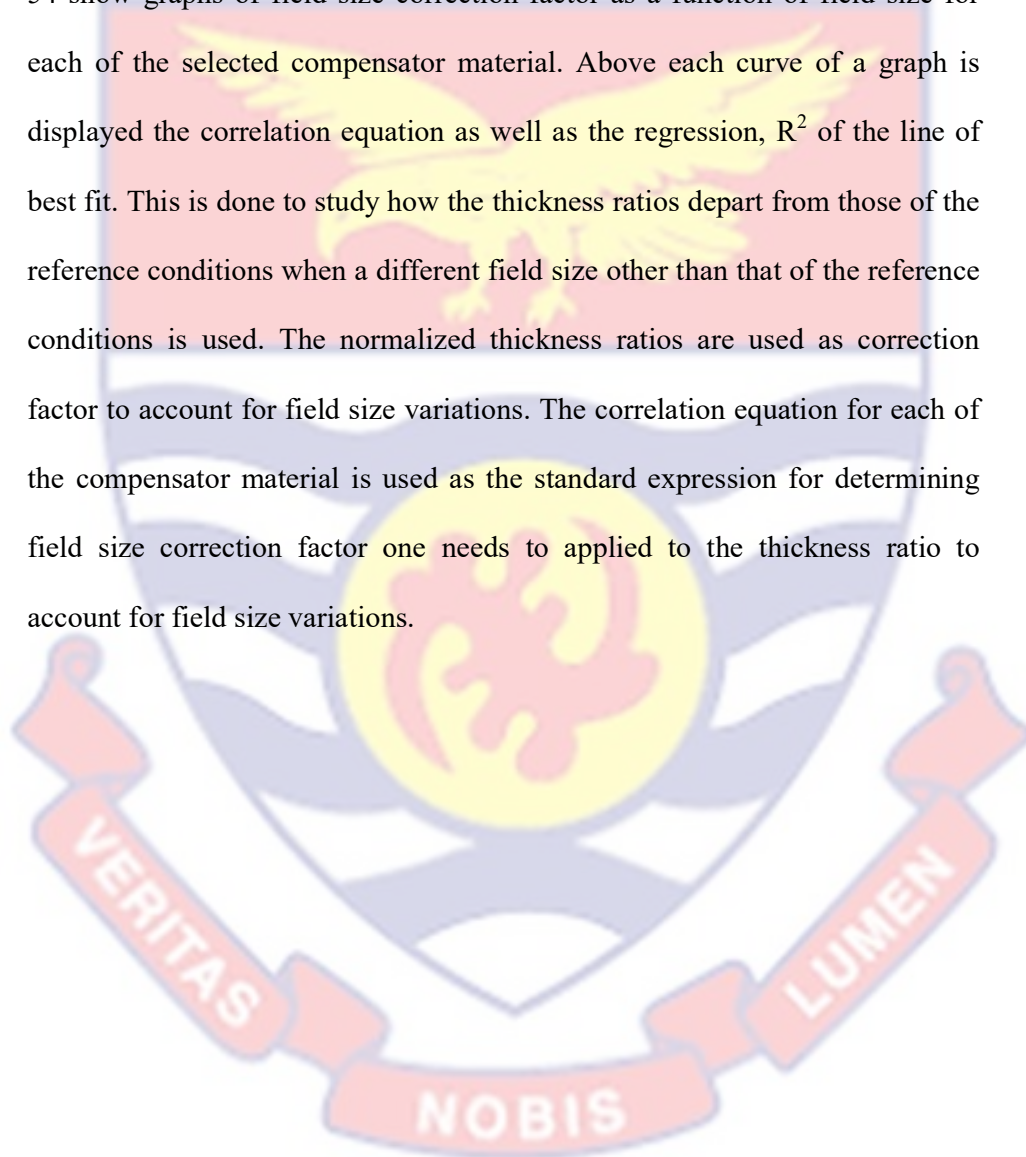 54 show graphs of field size correction factor as a function of field size for
each of the selected compensator material. Above each curve of a graph is
displayed the correlation equation as well as the regression, R² of the line of
best fit. This is done to study how the thickness ratios depart from those of the
reference conditions when a different field size other than that of the reference
conditions is used. The normalized thickness ratios are used as correction
factor to account for field size variations. The correlation equation for each of
the compensator material is used as the standard expression for determining
field size correction factor one needs to applied to the thickness ratio to
account for field size variations.
VERITAS
NOBIS
LUMEN